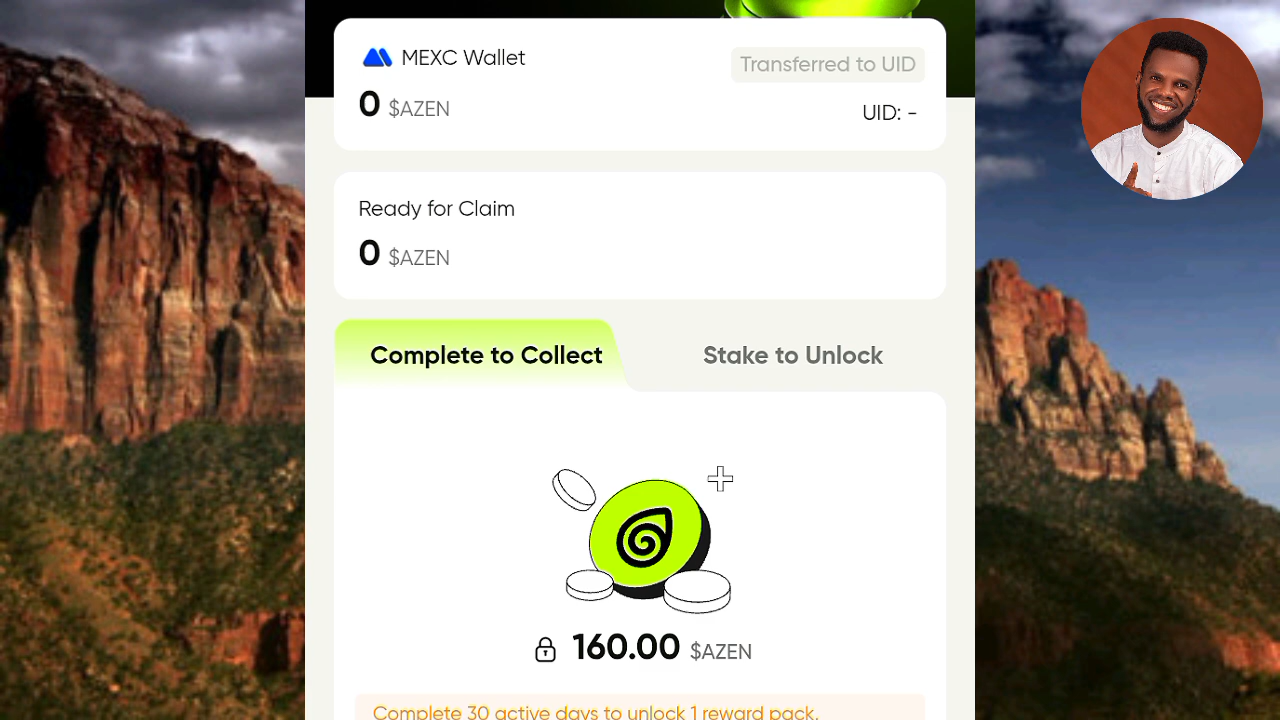 MEXC Wallet
Transferred to UID
0 $AZEN
UID: -
Ready for Claim
0 $AZEN
Complete to Collect
Stake to Unlock
160.00 $AZEN
Complete 30 active days to unlock 1 reward pack.